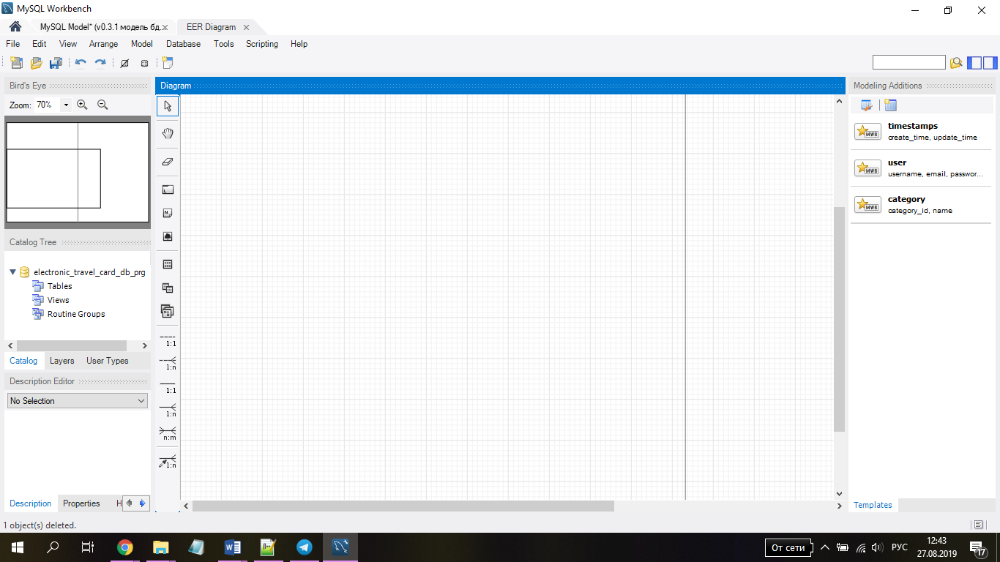 MySQL Workbench
MySQL Model* (v0.3.1 модель бд...
EER Diagram
File Edit View Arrange Model Database Tools Scripting Help
Bird's Eye
Zoom: 70%
Catalog Tree
electronic_travel_card_db_prg
Tables
Views
Routine Groups
Catalog Layers User Types
Description Editor
No Selection
Description Properties H
Diagram
1:1
1:n
1:1
1:n
n:m
1:n
Modeling Additions
MWB
timestamps
create_time, update_time
MWB
user
username, email, passwor...
MWB
category
category_id, name
Templates
1 object(s) deleted.
От сети
РУС
12:43
27.08.2019
17